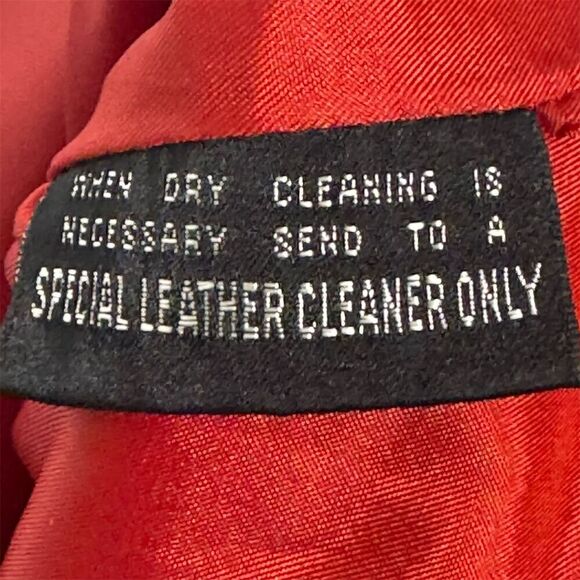 WHEN DRY CLEANING IS
NECESSARY SEND TO A
SPECIAL LEATHER CLEANER ONLY